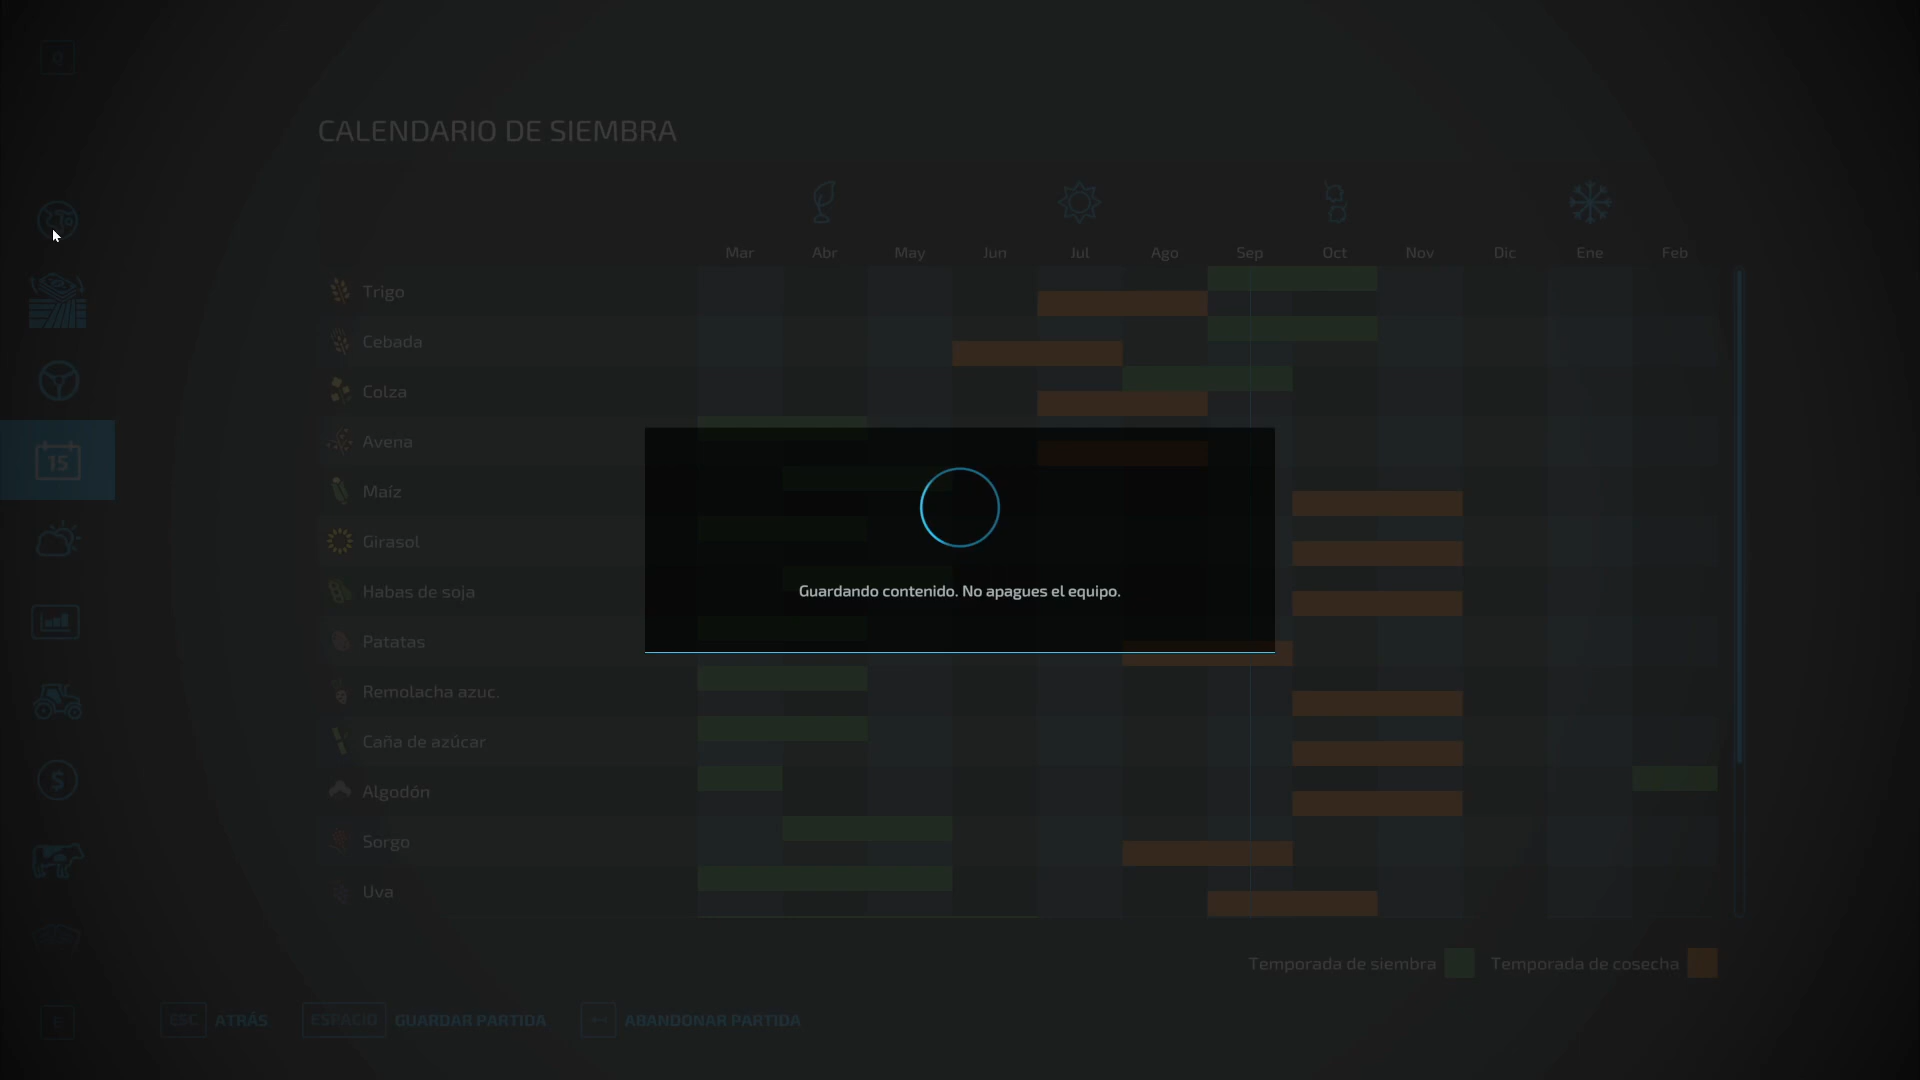 Q
CALENDARIO DE SIEMBRA
Mar Abr May Jun Jul Ago Sep Oct Nov Dic Ene Feb
Trigo
Cebada
Colza
Avena
15
Maíz
Girasol
Habas de soja
Guardando contenido. No apagues el equipo.
Patatas
Remolacha azuc.
Caña de azúcar
$
Algodón
Sorgo
Uva
Temporada de siembra Temporada de cosecha
E
ESC ATRÁS ESPACIO GUARDAR PARTIDA ABANDONAR PARTIDA